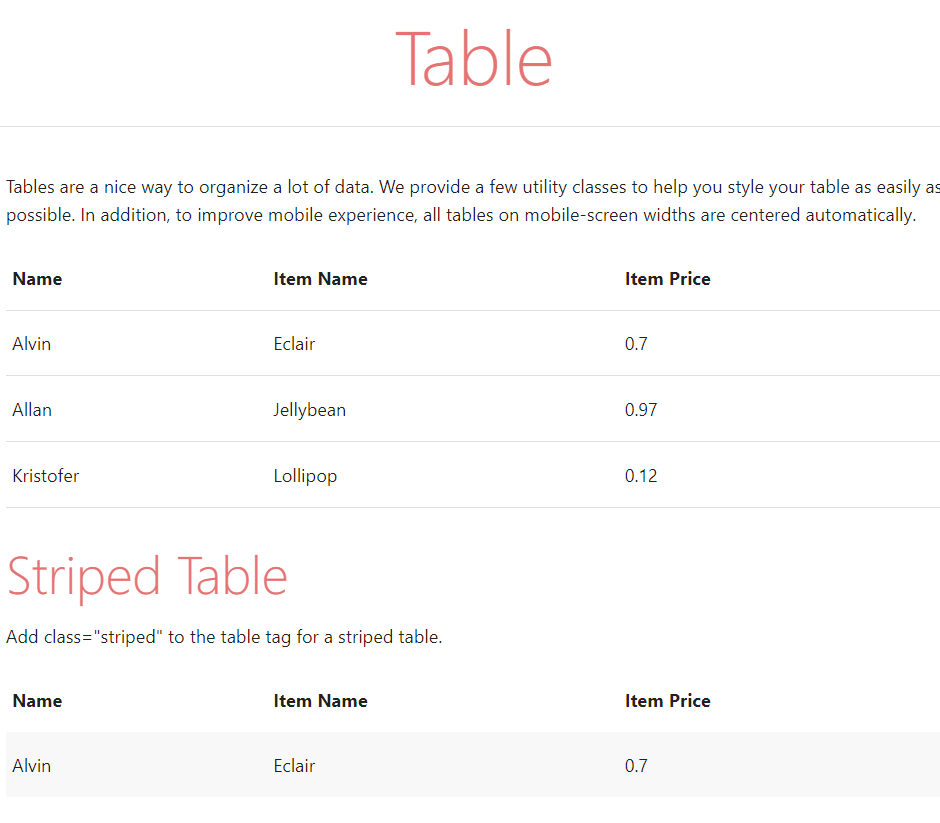 Table
Tables are a nice way to organize a lot of data. We provide a few utility classes to help you style your table as easily as
possible. In addition, to improve mobile experience, all tables on mobile-screen widths are centered automatically.
Name Item Name Item Price
Alvin Eclair 0.7
Allan Jellybean 0.97
Kristofer Lollipop 0.12
Striped Table
Add class="striped" to the table tag for a striped table.
Name Item Name Item Price
Alvin Eclair 0.7